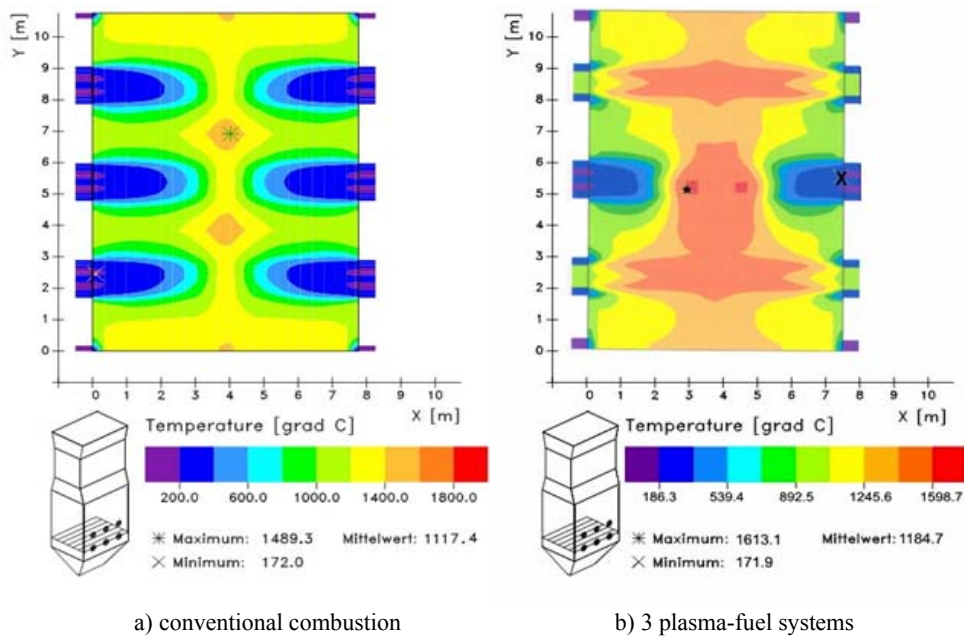 Y [m]
10
9
8
7
6
5
4
3
2
1
0
0 1 2 3 4 5 6 7 8 9 10
X [m]
Temperature [grad C]
200.0 600.0 1000.0 1400.0 1800.0
Maximum: 1489.3 Mittelwert: 1117.4
Minimum: 172.0
a) conventional combustion
Y [m]
10
9
8
7
6
5
4
3
2
1
0
X
0 1 2 3 4 5 6 7 8 9 10
X [m]
Temperature [grad C]
186.3 539.4 892.5 1245.6 1598.7
Maximum: 1613.1 Mittelwert: 1184.7
Minimum: 171.9
b) 3 plasma-fuel systems